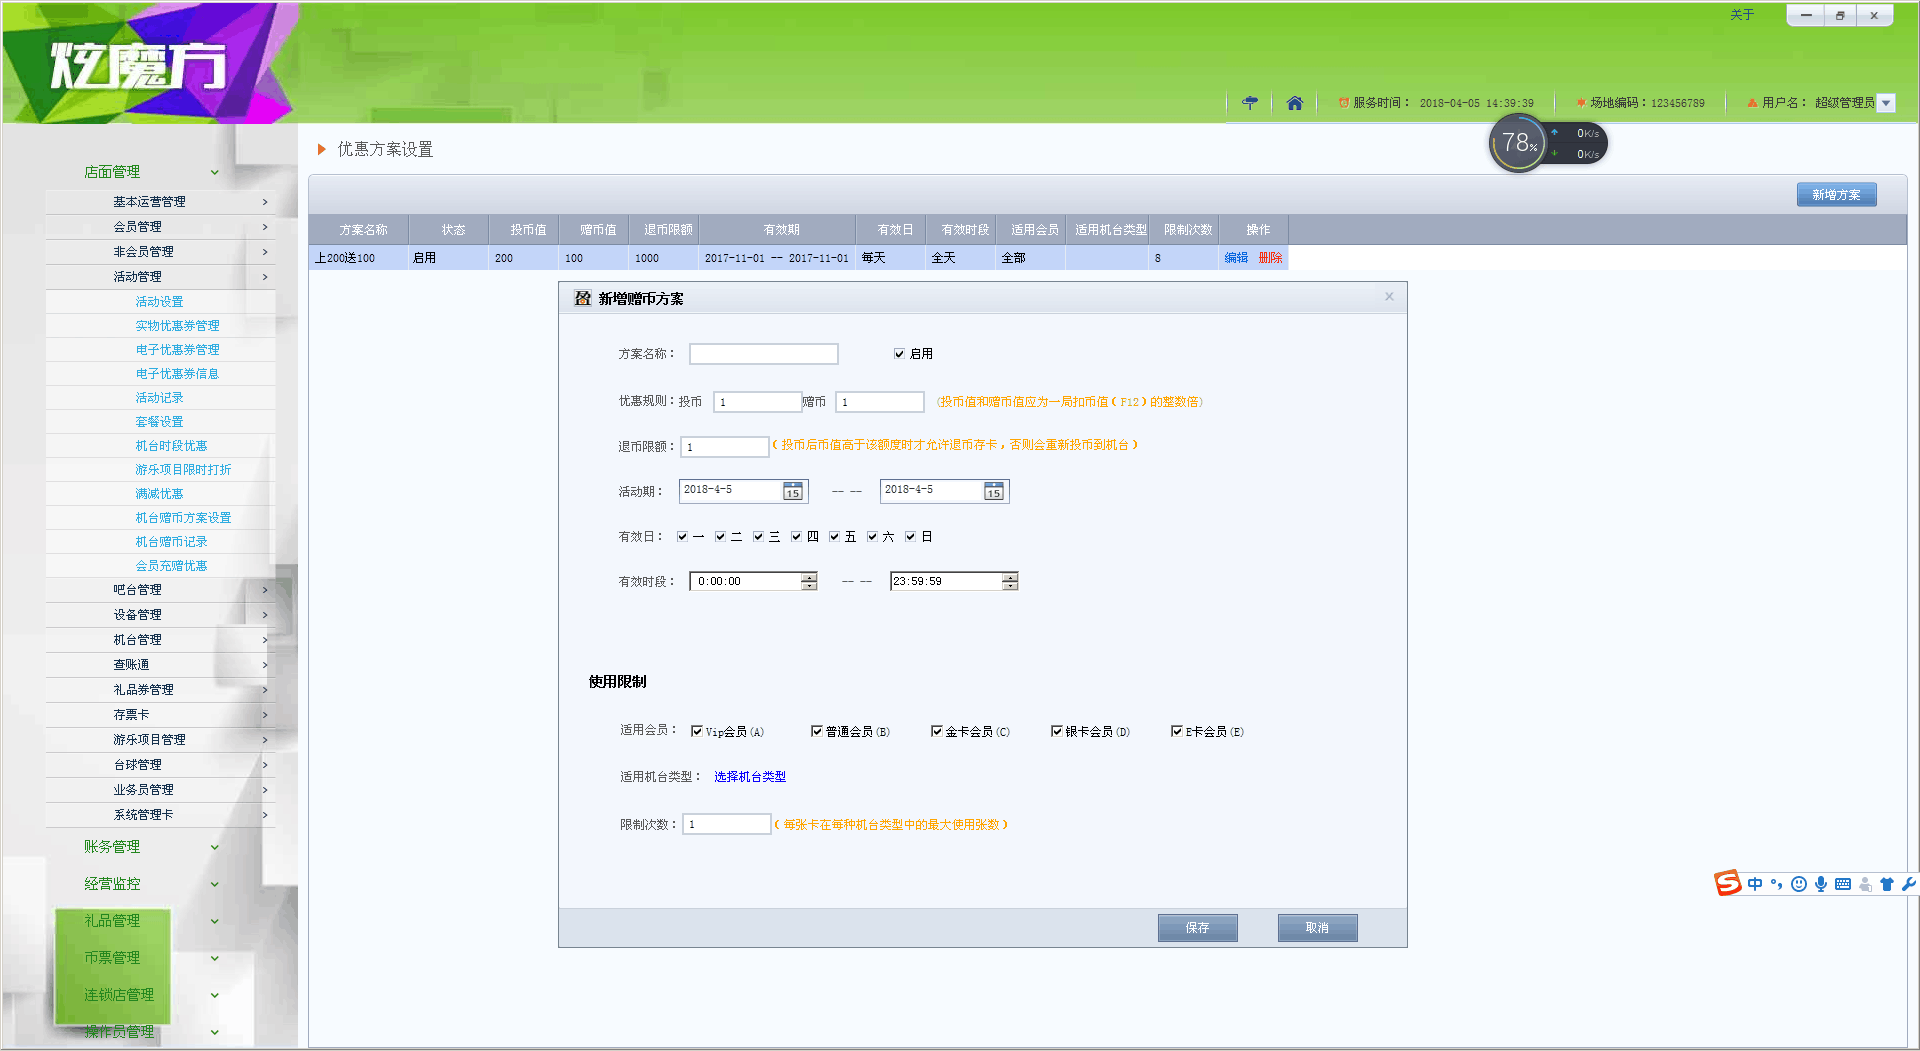 炫魔方
关于
服务时间： 2018-04-05 14:39:39
场地编码：123456789
用户名： 超级管理员
78%
0K/s
0K/s
店面管理
基本运营管理
会员管理
非会员管理
活动管理
活动设置
实物优惠券管理
电子优惠券管理
电子优惠券信息
活动记录
套餐设置
机台时段优惠
游乐项目限时打折
满减优惠
机台赠币方案设置
机台赠币记录
会员充赠优惠
吧台管理
设备管理
机台管理
查账通
礼品券管理
存票卡
游乐项目管理
台球管理
业务员管理
系统管理卡
账务管理
经营监控
礼品管理
币票管理
连锁店管理
操作员管理
优惠方案设置
新增方案
方案名称 状态 投币值 赠币值 退币限额 有效期 有效日 有效时段 适用会员 适用机台类型 限制次数 操作
上200送100 启用 200 100 1000 2017-11-01 -- 2017-11-01 每天 全天 全部 8 编辑 删除
新增赠币方案
方案名称： 启用
优惠规则：投币 1 赠币 1 (投币值和赠币值应为一局扣币值（F12）的整数倍)
退币限额： 1 （投币后币值高于该额度时才允许退币存卡，否则会重新投币到机台）
活动期： 2018-4-5 15 -- -- 2018-4-5 15
有效日： 一 二 三 四 五 六 日
有效时段： 0:00:00 -- -- 23:59:59
使用限制
适用会员： Vip会员(A) 普通会员(B) 金卡会员(C) 银卡会员(D) E卡会员(E)
适用机台类型： 选择机台类型
限制次数： 1 （每张卡在每种机台类型中的最大使用张数）
保存 取消
S 中